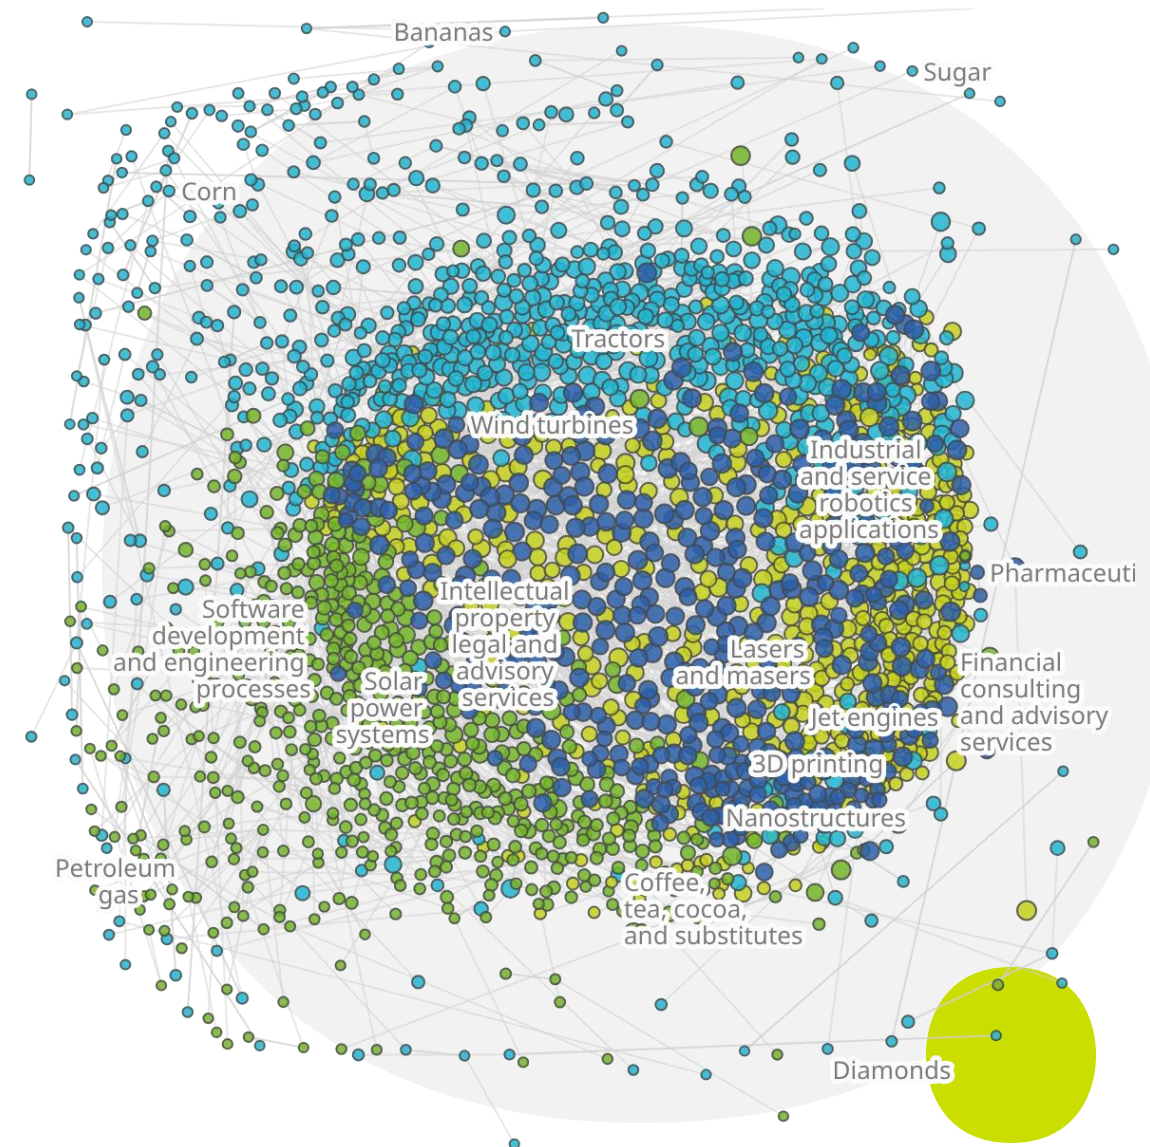 Bananas
Sugar
Corn
Tractors
Wind turbines
Industrial
and service
robotics
applications
Pharmaceuti
Intellectual
property
legal and
advisory
services
Software
development
and engineering
processes
Lasers
and masers
Solar
power
systems
Financial
consulting
and advisory
services
Jet engines
3D printing
Nanostructures
Petroleum
gas
Coffee,
tea, cocoa,
and substitutes
Diamonds